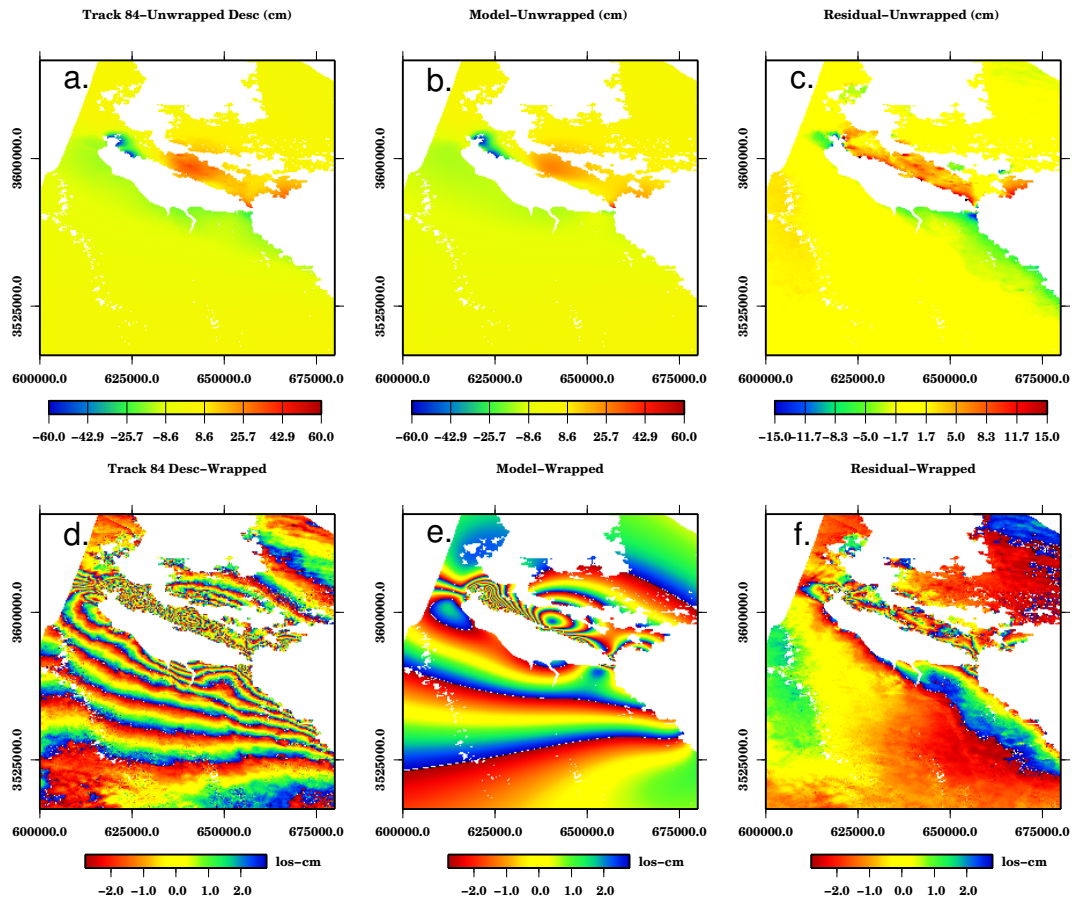 Track 84–Unwrapped Desc (cm)
Model–Unwrapped (cm)
Residual–Unwrapped (cm)
a.
b.
c.
3600000.0
3525000.0
3600000.0
3525000.0
3600000.0
3525000.0
600000.0 625000.0 650000.0 675000.0
600000.0 625000.0 650000.0 675000.0
600000.0 625000.0 650000.0 675000.0
−60.0 −42.9 −25.7 −8.6 8.6 25.7 42.9 60.0
−60.0 −42.9 −25.7 −8.6 8.6 25.7 42.9 60.0
−15.0 −11.7 −8.3 −5.0 −1.7 1.7 5.0 8.3 11.7 15.0
Track 84 Desc–Wrapped
Model–Wrapped
Residual–Wrapped
d.
e.
f.
3600000.0
3525000.0
3600000.0
3525000.0
3600000.0
3525000.0
600000.0 625000.0 650000.0 675000.0
600000.0 625000.0 650000.0 675000.0
600000.0 625000.0 650000.0 675000.0
los−cm
−2.0 −1.0 0.0 1.0 2.0
los−cm
−2.0 −1.0 0.0 1.0 2.0
los−cm
−2.0 −1.0 0.0 1.0 2.0